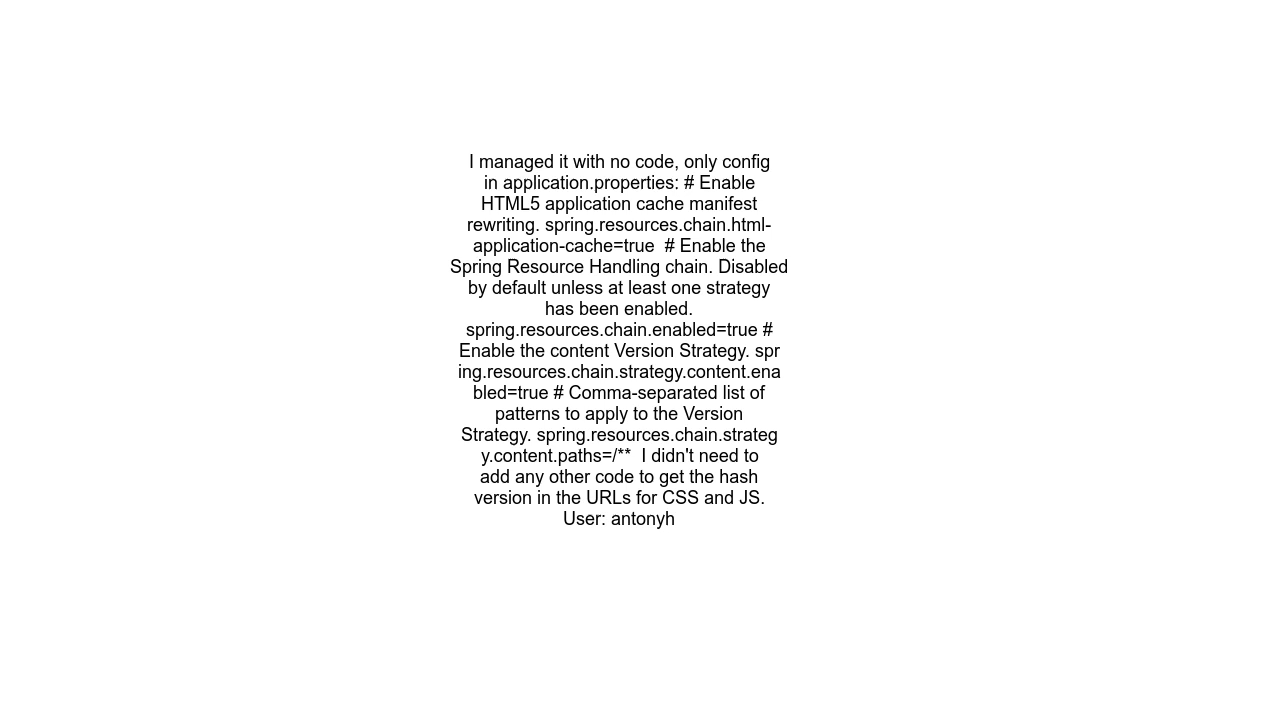 I managed it with no code, only config
in application.properties: # Enable
HTML5 application cache manifest
rewriting. spring.resources.chain.html-
application-cache=true  # Enable the
Spring Resource Handling chain. Disabled
by default unless at least one strategy
has been enabled.
spring.resources.chain.enabled=true #
Enable the content Version Strategy. spr
ing.resources.chain.strategy.content.ena
bled=true # Comma-separated list of
patterns to apply to the Version
Strategy. spring.resources.chain.strateg
y.content.paths=/**  I didn't need to
add any other code to get the hash
version in the URLs for CSS and JS.
User: antonyh